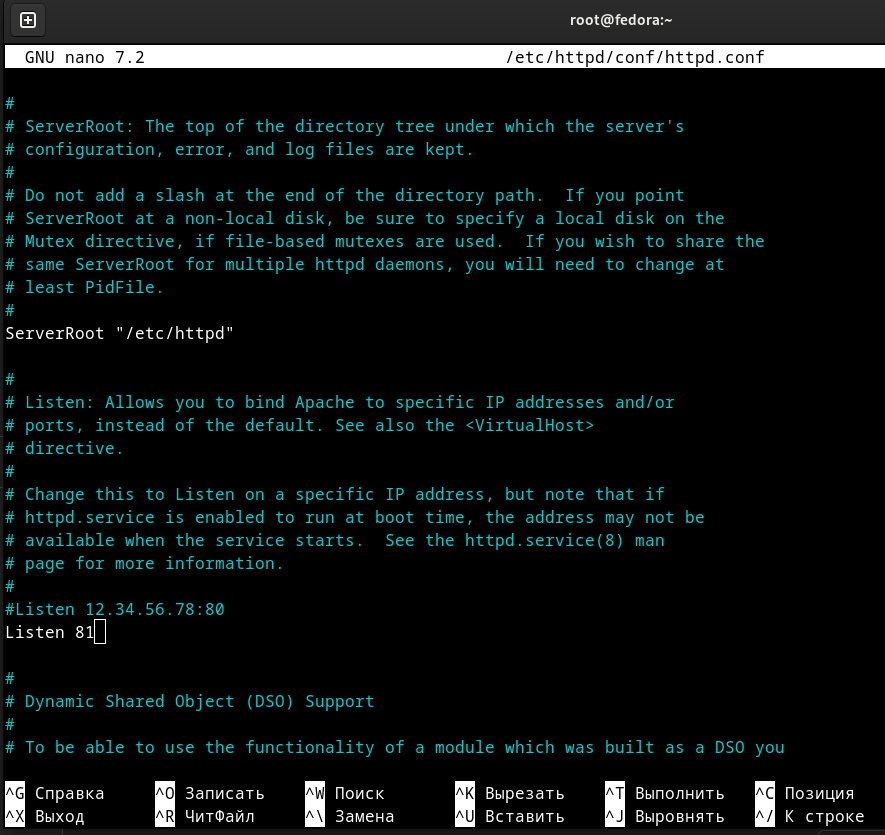 root@fedora:~
GNU nano 7.2 /etc/httpd/conf/httpd.conf
#
# ServerRoot: The top of the directory tree under which the server's
# configuration, error, and log files are kept.
#
# Do not add a slash at the end of the directory path.  If you point
# ServerRoot at a non-local disk, be sure to specify a local disk on the
# Mutex directive, if file-based mutexes are used.  If you wish to share the
# same ServerRoot for multiple httpd daemons, you will need to change at
# least PidFile.
#
ServerRoot "/etc/httpd"
#
# Listen: Allows you to bind Apache to specific IP addresses and/or
# ports, instead of the default. See also the <VirtualHost>
# directive.
#
# Change this to Listen on a specific IP address, but note that if
# httpd.service is enabled to run at boot time, the address may not be
# available when the service starts.  See the httpd.service(8) man
# page for more information.
#
#Listen 12.34.56.78:80
Listen 81
#
# Dynamic Shared Object (DSO) Support
#
# To be able to use the functionality of a module which was built as a DSO you
^G Справка ^O Записать ^W Поиск ^K Вырезать ^T Выполнить ^C Позиция
^X Выход ^R ЧитФайл ^\ Замена ^U Вставить ^J Выровнять ^/ К строке